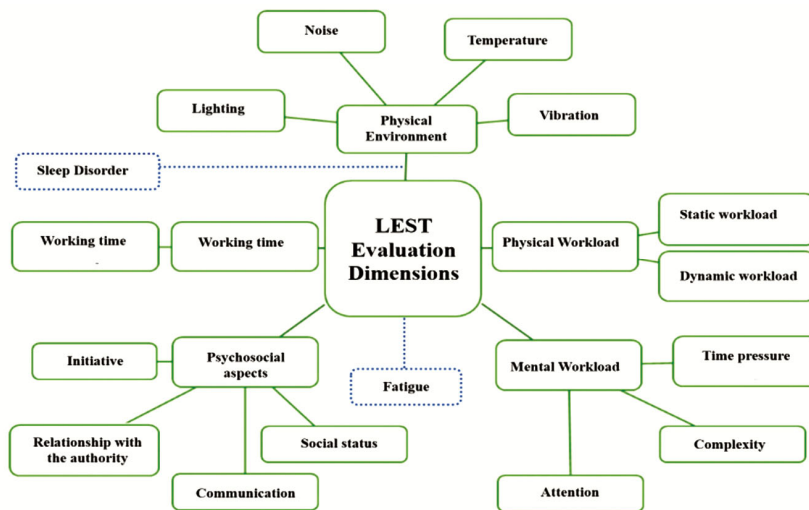 Noise
Temperature
Lighting
Physical
Environment
Vibration
Sleep Disorder
LEST
Evaluation
Dimensions
Working time
Working time
Physical Workload
Static workload
Dynamic workload
Initiative
Psychosocial
aspects
Fatigue
Mental Workload
Time pressure
Relationship with
the authority
Social status
Complexity
Communication
Attention